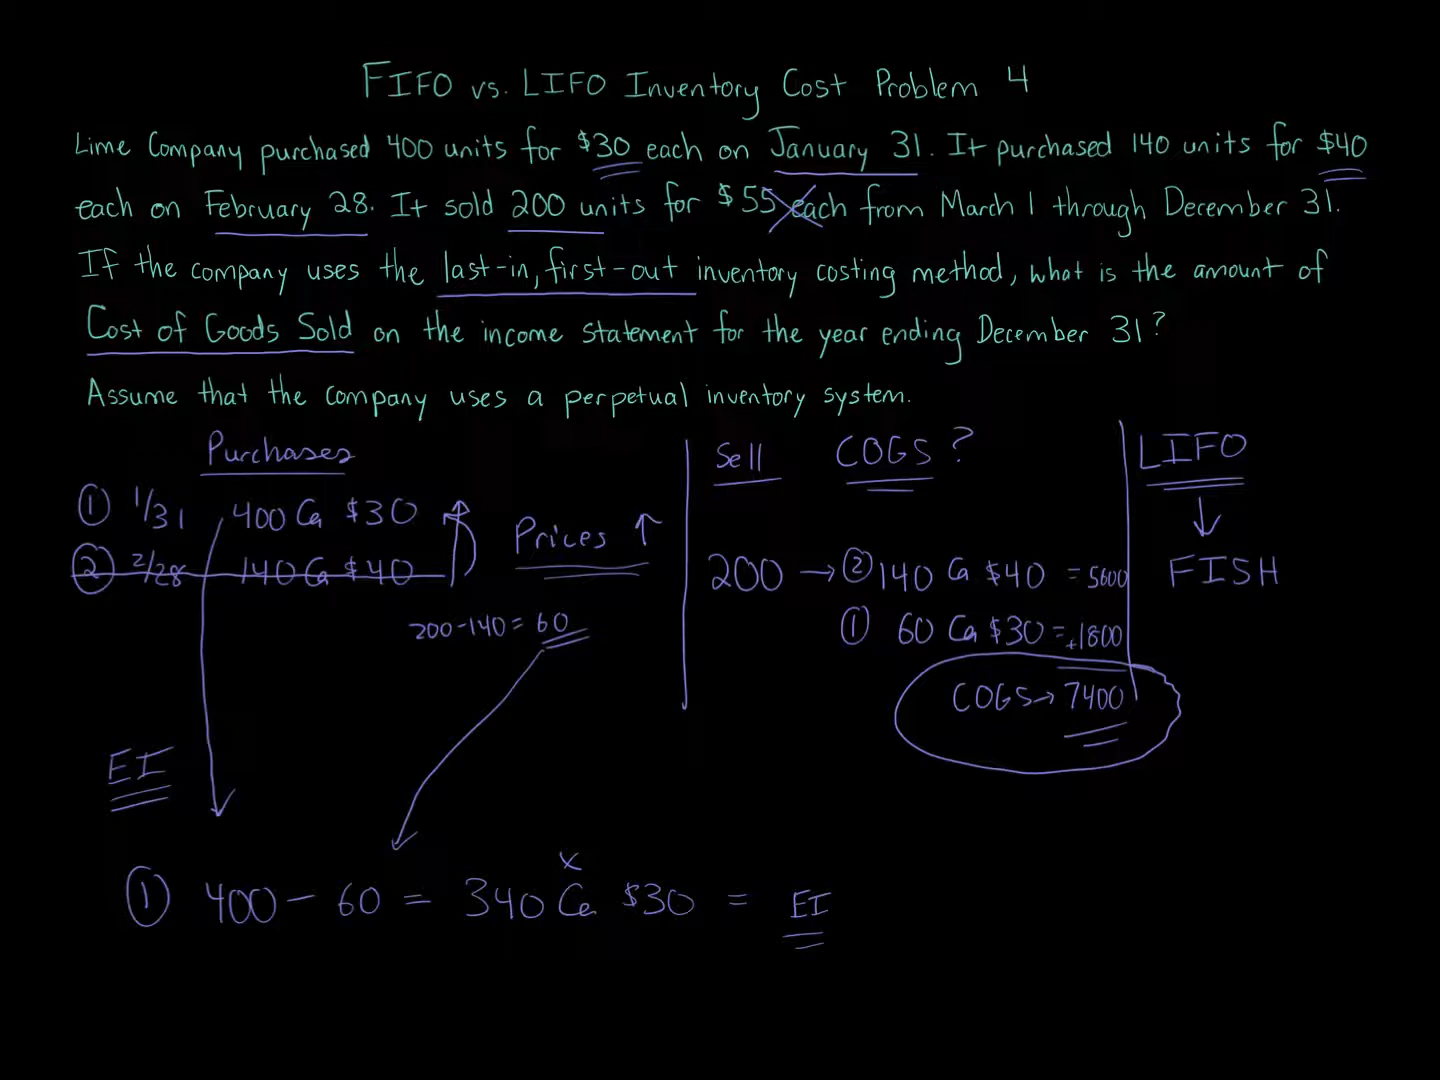 FIFO vs. LIFO Inventory Cost Problem 4
Lime Company purchased 400 units for $30 each on January 31. It purchased 140 units for $40
each on February 28. It sold 200 units for $55 each from March 1 through December 31.
If the company uses the last-in, first-out inventory costing method, what is the amount of
Cost of Goods Sold on the income statement for the year ending December 31?
Assume that the company uses a perpetual inventory system.
Purchases
① 1/31 400 @ $30
② 2/28 140 @ $40
Prices ↑
200-140 = 60
Sell COGS?
200 → ② 140 @ $40 = 5600
① 60 @ $30 = +1800
COGS → 7400
LIFO
↓
FISH
EI
x
① 400 - 60 = 340 @ $30 = EI